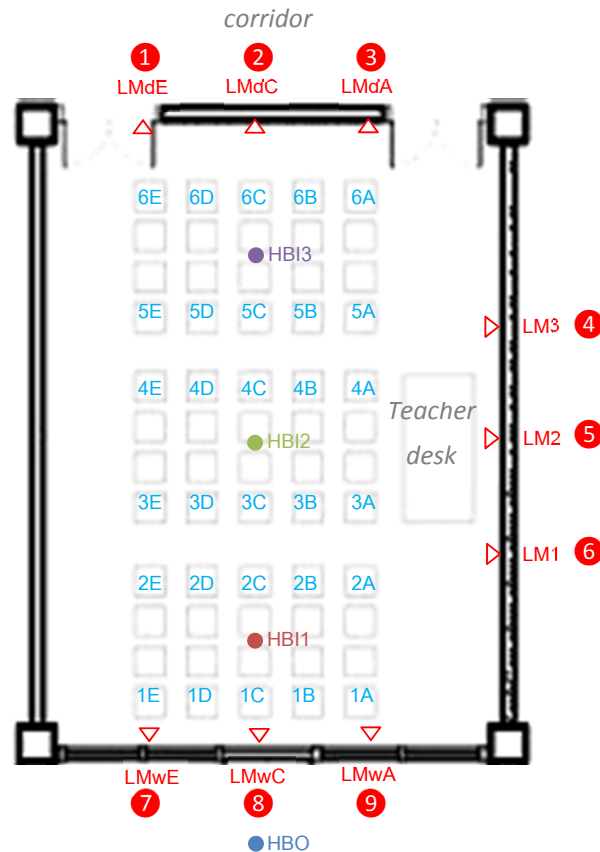 corridor
1 2 3
LMdE LMdC LMdA
6E 6D 6C 6B 6A
HBI3
5E 5D 5C 5B 5A
LM3 4
4E 4D 4C 4B 4A
Teacher
desk
HBI2
LM2 5
3E 3D 3C 3B 3A
LM1 6
2E 2D 2C 2B 2A
HBI1
1E 1D 1C 1B 1A
LMwE LMwC LMwA
7 8 9
HBO